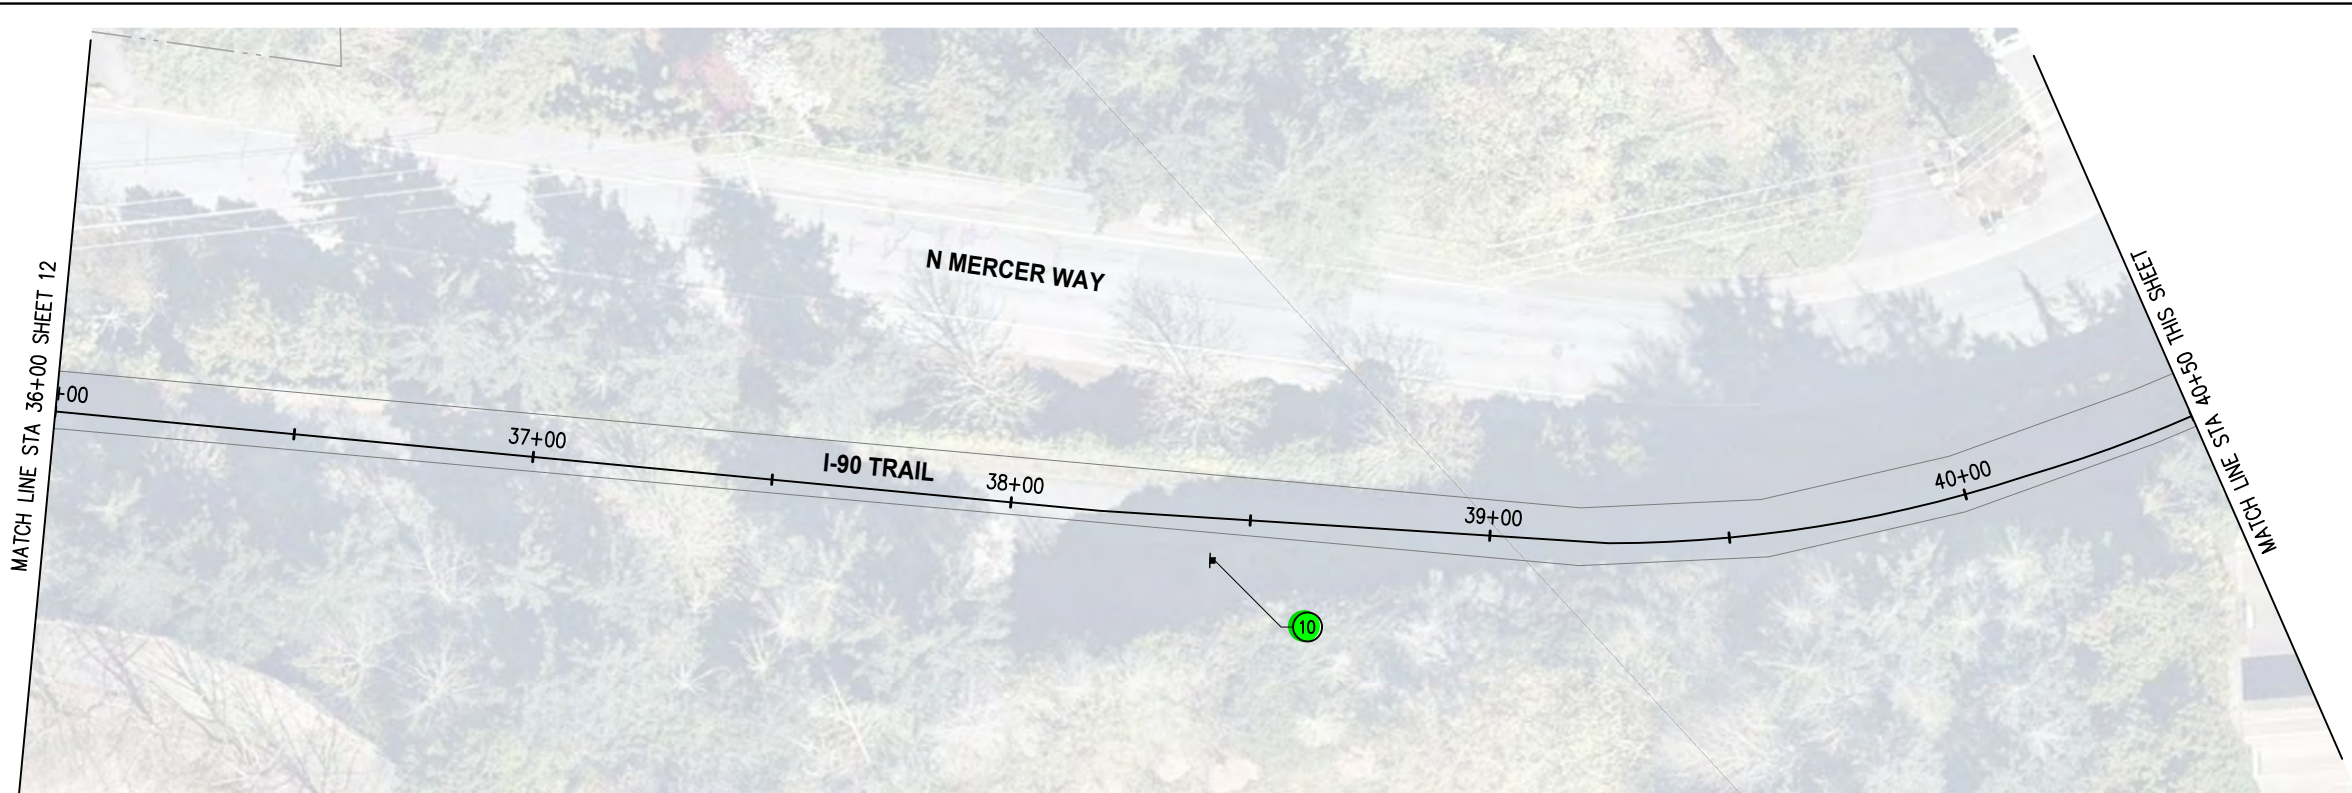 MATCH LINE STA 36+00 SHEET 12
+00
37+00
N MERCER WAY
I-90 TRAIL
38+00
39+00
40+00
10
MATCH LINE STA 40+50 THIS SHEET